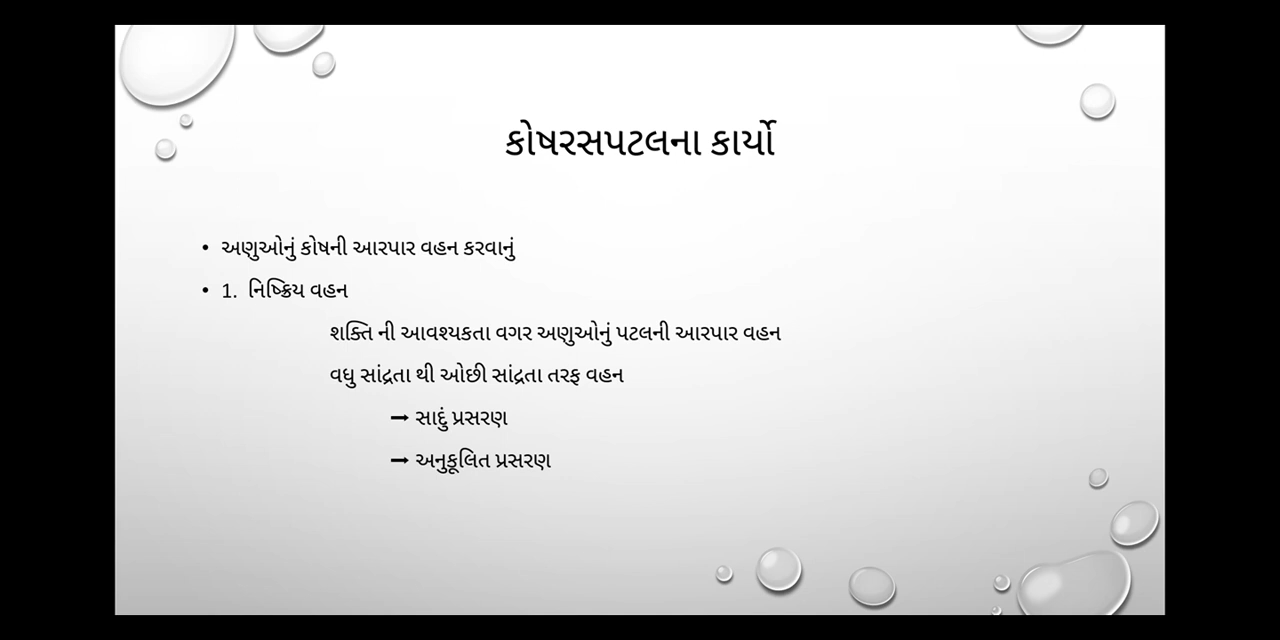 કોષરસપટલના કાર્યો
• અણુઓનું કોષની આરપાર વહન કરવાનું
• 1. નિષ્ક્રિય વહન
શક્તિ ની આવશ્યકતા વગર અણુઓનું પટલની આરપાર વહન
વધુ સાંદ્રતા થી ઓછી સાંદ્રતા તરફ વહન
➞ સાદું પ્રસરણ
➞ અનુકૂલિત પ્રસરણ